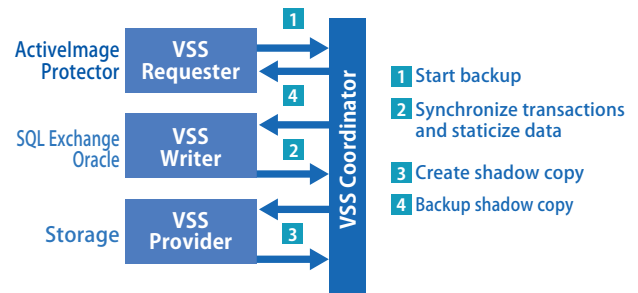 1
ActiveImage
Protector
VSS
Requester
4
SQL Exchange
Oracle
VSS
Writer
2
Storage
VSS
Provider
3
VSS Coordinator
1 Start backup
2 Synchronize transactions
and staticize data
3 Create shadow copy
4 Backup shadow copy